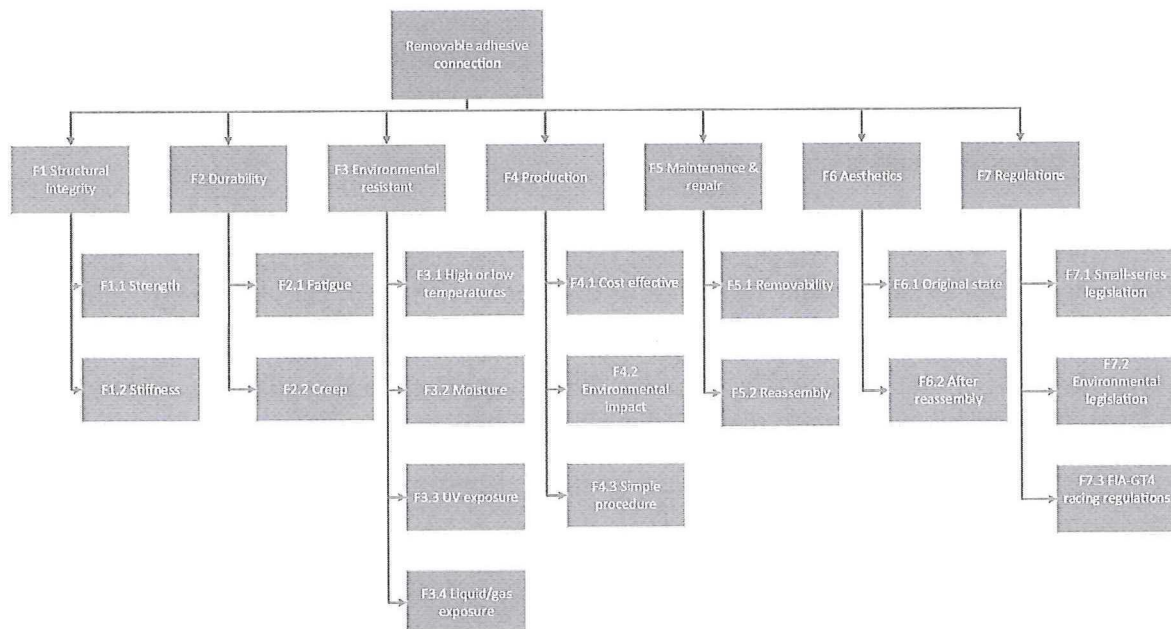 Removable adhesive
connection
F1 Structural
Integrity
F2 Durability
F3 Environmental
resistant
F4 Production
F5 Maintenance &
repair
F6 Aesthetics
F7 Regulations
F1.1 Strength
F1.2 Stiffness
F2.1 Fatigue
F2.2 Creep
F3.1 High or low
temperatures
F3.2 Moisture
F3.3 UV exposure
F3.4 Liquid/gas
exposure
F4.1 Cost effective
F4.2
Environmental
impact
F4.3 Simple
procedure
F5.1 Removability
F5.2 Reassembly
F6.1 Original state
F6.2 After
reassembly
F7.1 Small-series
legislation
F7.2
Environmental
legislation
F7.3 FIA-GT4
racing regulations